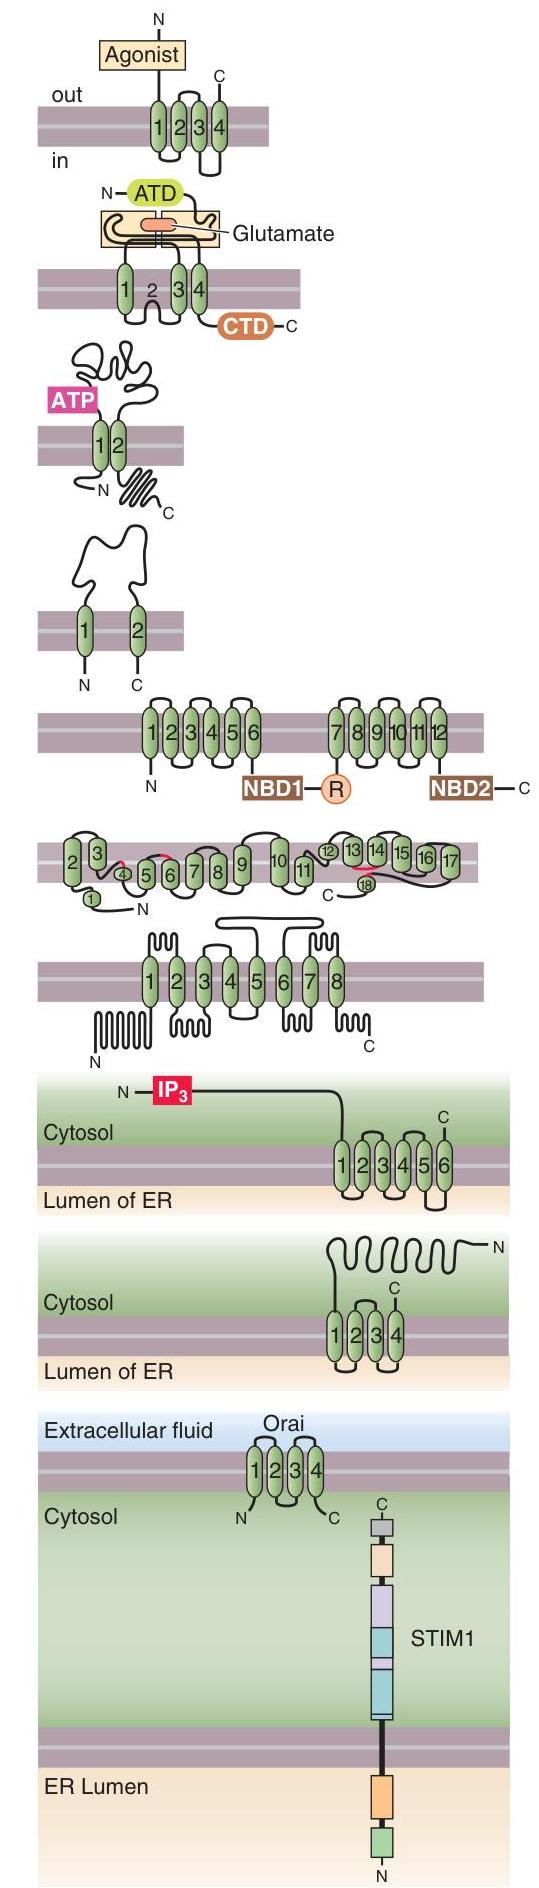 N
Agonist
C
out
1 2 3 4
in
N ATD
Glutamate
1 2 3 4
CTD C
ATP
1 2
N
C
1 2
N C
1 2 3 4 5 6 7 8 9 10 11 12
N NBD1 R NBD2 C
2 3 4 5 6 7 8 9 10 11 12 13 14 15 16 17
1 N C 18
1 2 3 4 5 6 7 8
N C
N IP3
C
Cytosol
1 2 3 4 5 6
Lumen of ER
N
C
Cytosol
1 2 3 4
Lumen of ER
Orai
Extracellular fluid
1 2 3 4
C
Cytosol N C
STIM1
ER Lumen
N